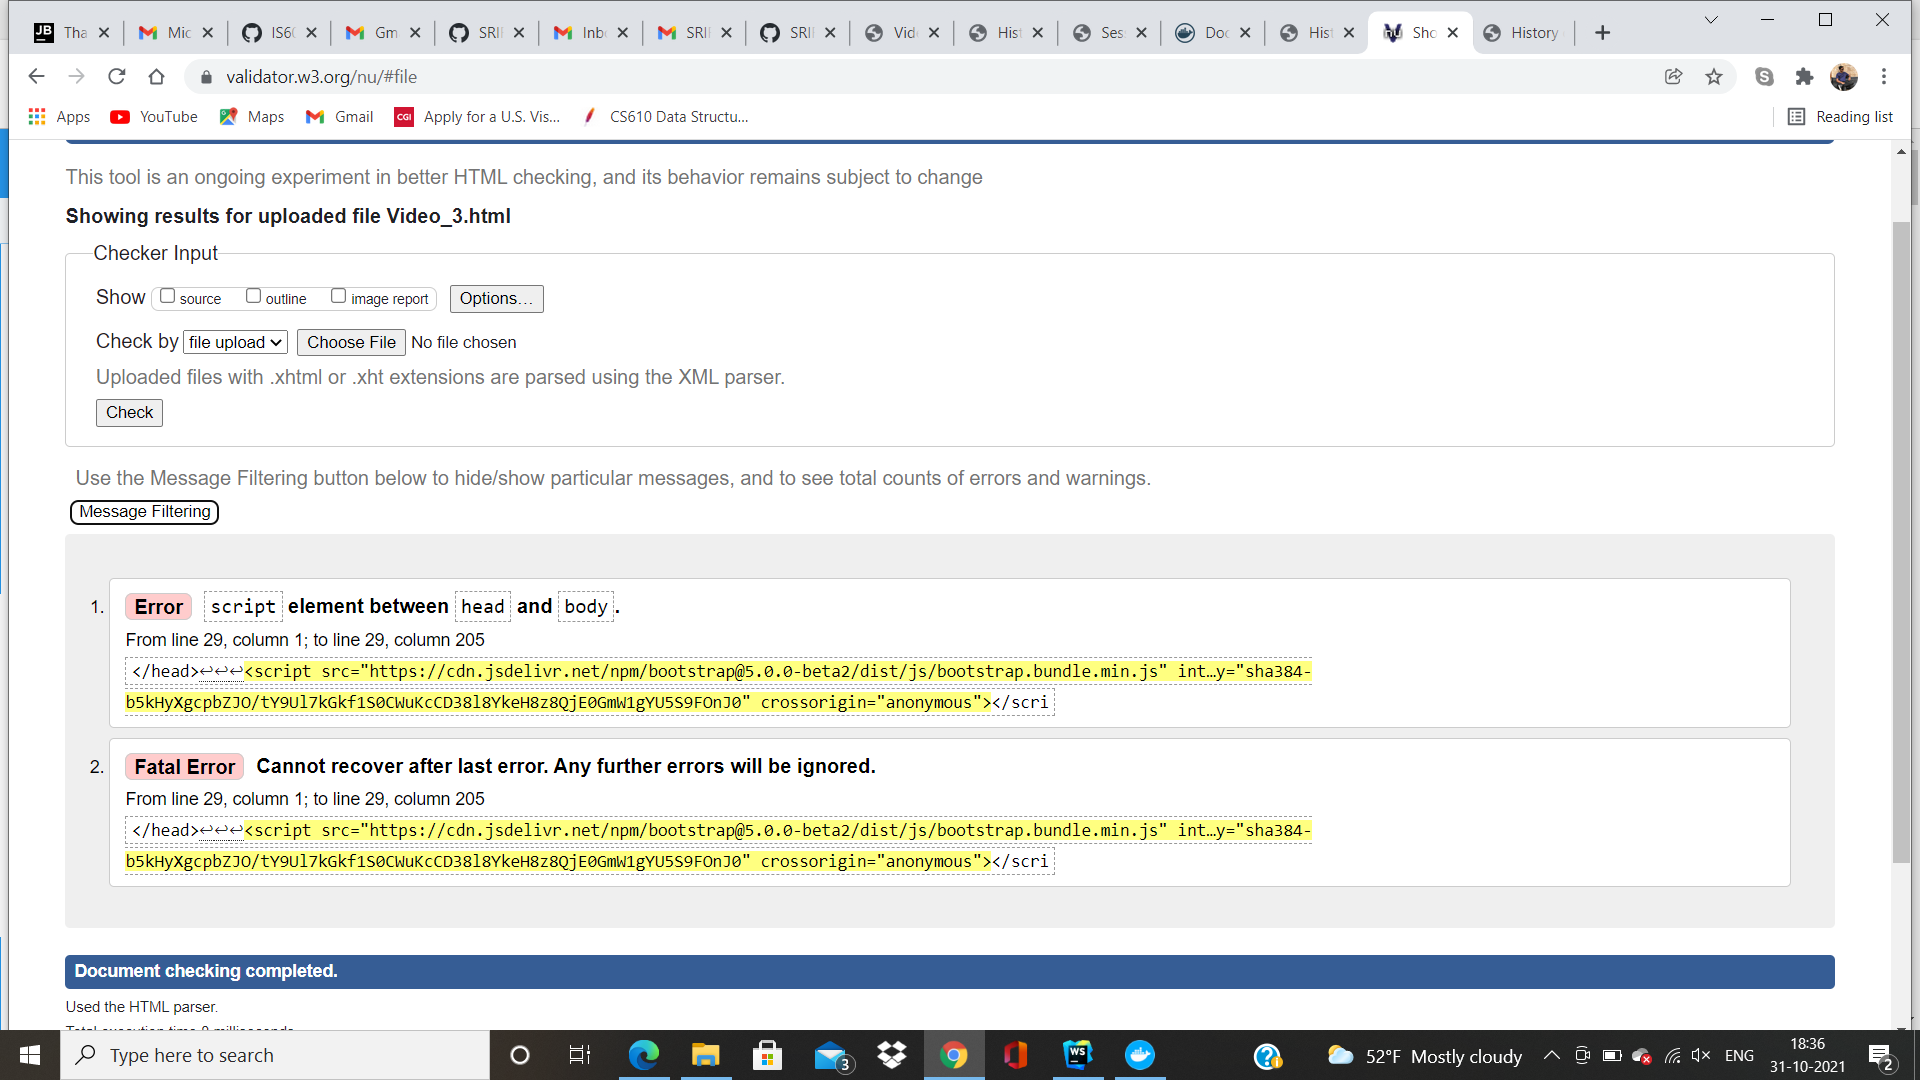 JB Tha Mic IS6 Gm SRI Inb SRI SRI Vid Hist Ses Doc Hist Sho History
validator.w3.org/nu/#file
Apps YouTube Maps Gmail CGI Apply for a U.S. Vis... CS610 Data Structu... Reading list
This tool is an ongoing experiment in better HTML checking, and its behavior remains subject to change
Showing results for uploaded file Video_3.html
Checker Input
Show source outline image report Options...
Check by file upload Choose File No file chosen
Uploaded files with .xhtml or .xht extensions are parsed using the XML parser.
Check
Use the Message Filtering button below to hide/show particular messages, and to see total counts of errors and warnings.
Message Filtering
1. Error script element between head and body.
From line 29, column 1; to line 29, column 205
</head>↩↩↩<script src="https://cdn.jsdelivr.net/npm/bootstrap@5.0.0-beta2/dist/js/bootstrap.bundle.min.js" int…y="sha384-
b5kHyXgcpbZJO/tY9Ul7kGkf1S0CWuKcCD38l8YkeH8z8QjE0GmW1gYU5S9FOnJ0" crossorigin="anonymous"></scri
2. Fatal Error Cannot recover after last error. Any further errors will be ignored.
From line 29, column 1; to line 29, column 205
</head>↩↩↩<script src="https://cdn.jsdelivr.net/npm/bootstrap@5.0.0-beta2/dist/js/bootstrap.bundle.min.js" int…y="sha384-
b5kHyXgcpbZJO/tY9Ul7kGkf1S0CWuKcCD38l8YkeH8z8QjE0GmW1gYU5S9FOnJ0" crossorigin="anonymous"></scri
Document checking completed.
Used the HTML parser.
Total execution time 9 milliseconds
Type here to search 3 WS 52°F Mostly cloudy ENG 18:36
31-10-2021 2